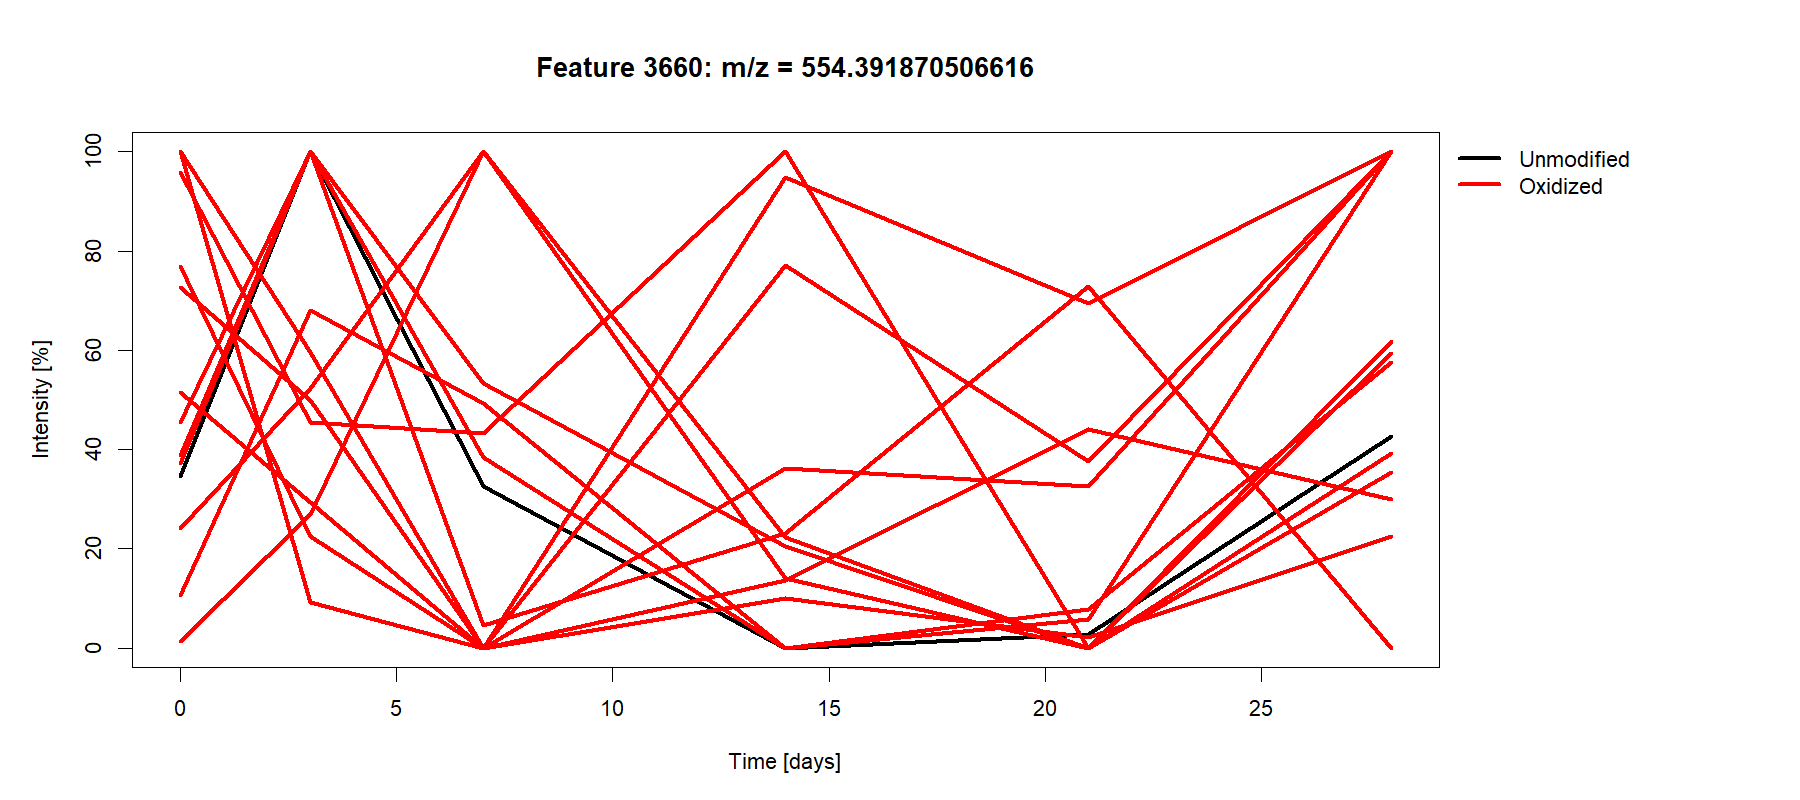 Feature 3660: m/z = 554.391870506616
Unmodified
Oxidized
Intensity [%]
100
80
60
40
20
0
0 5 10 15 20 25
Time [days]